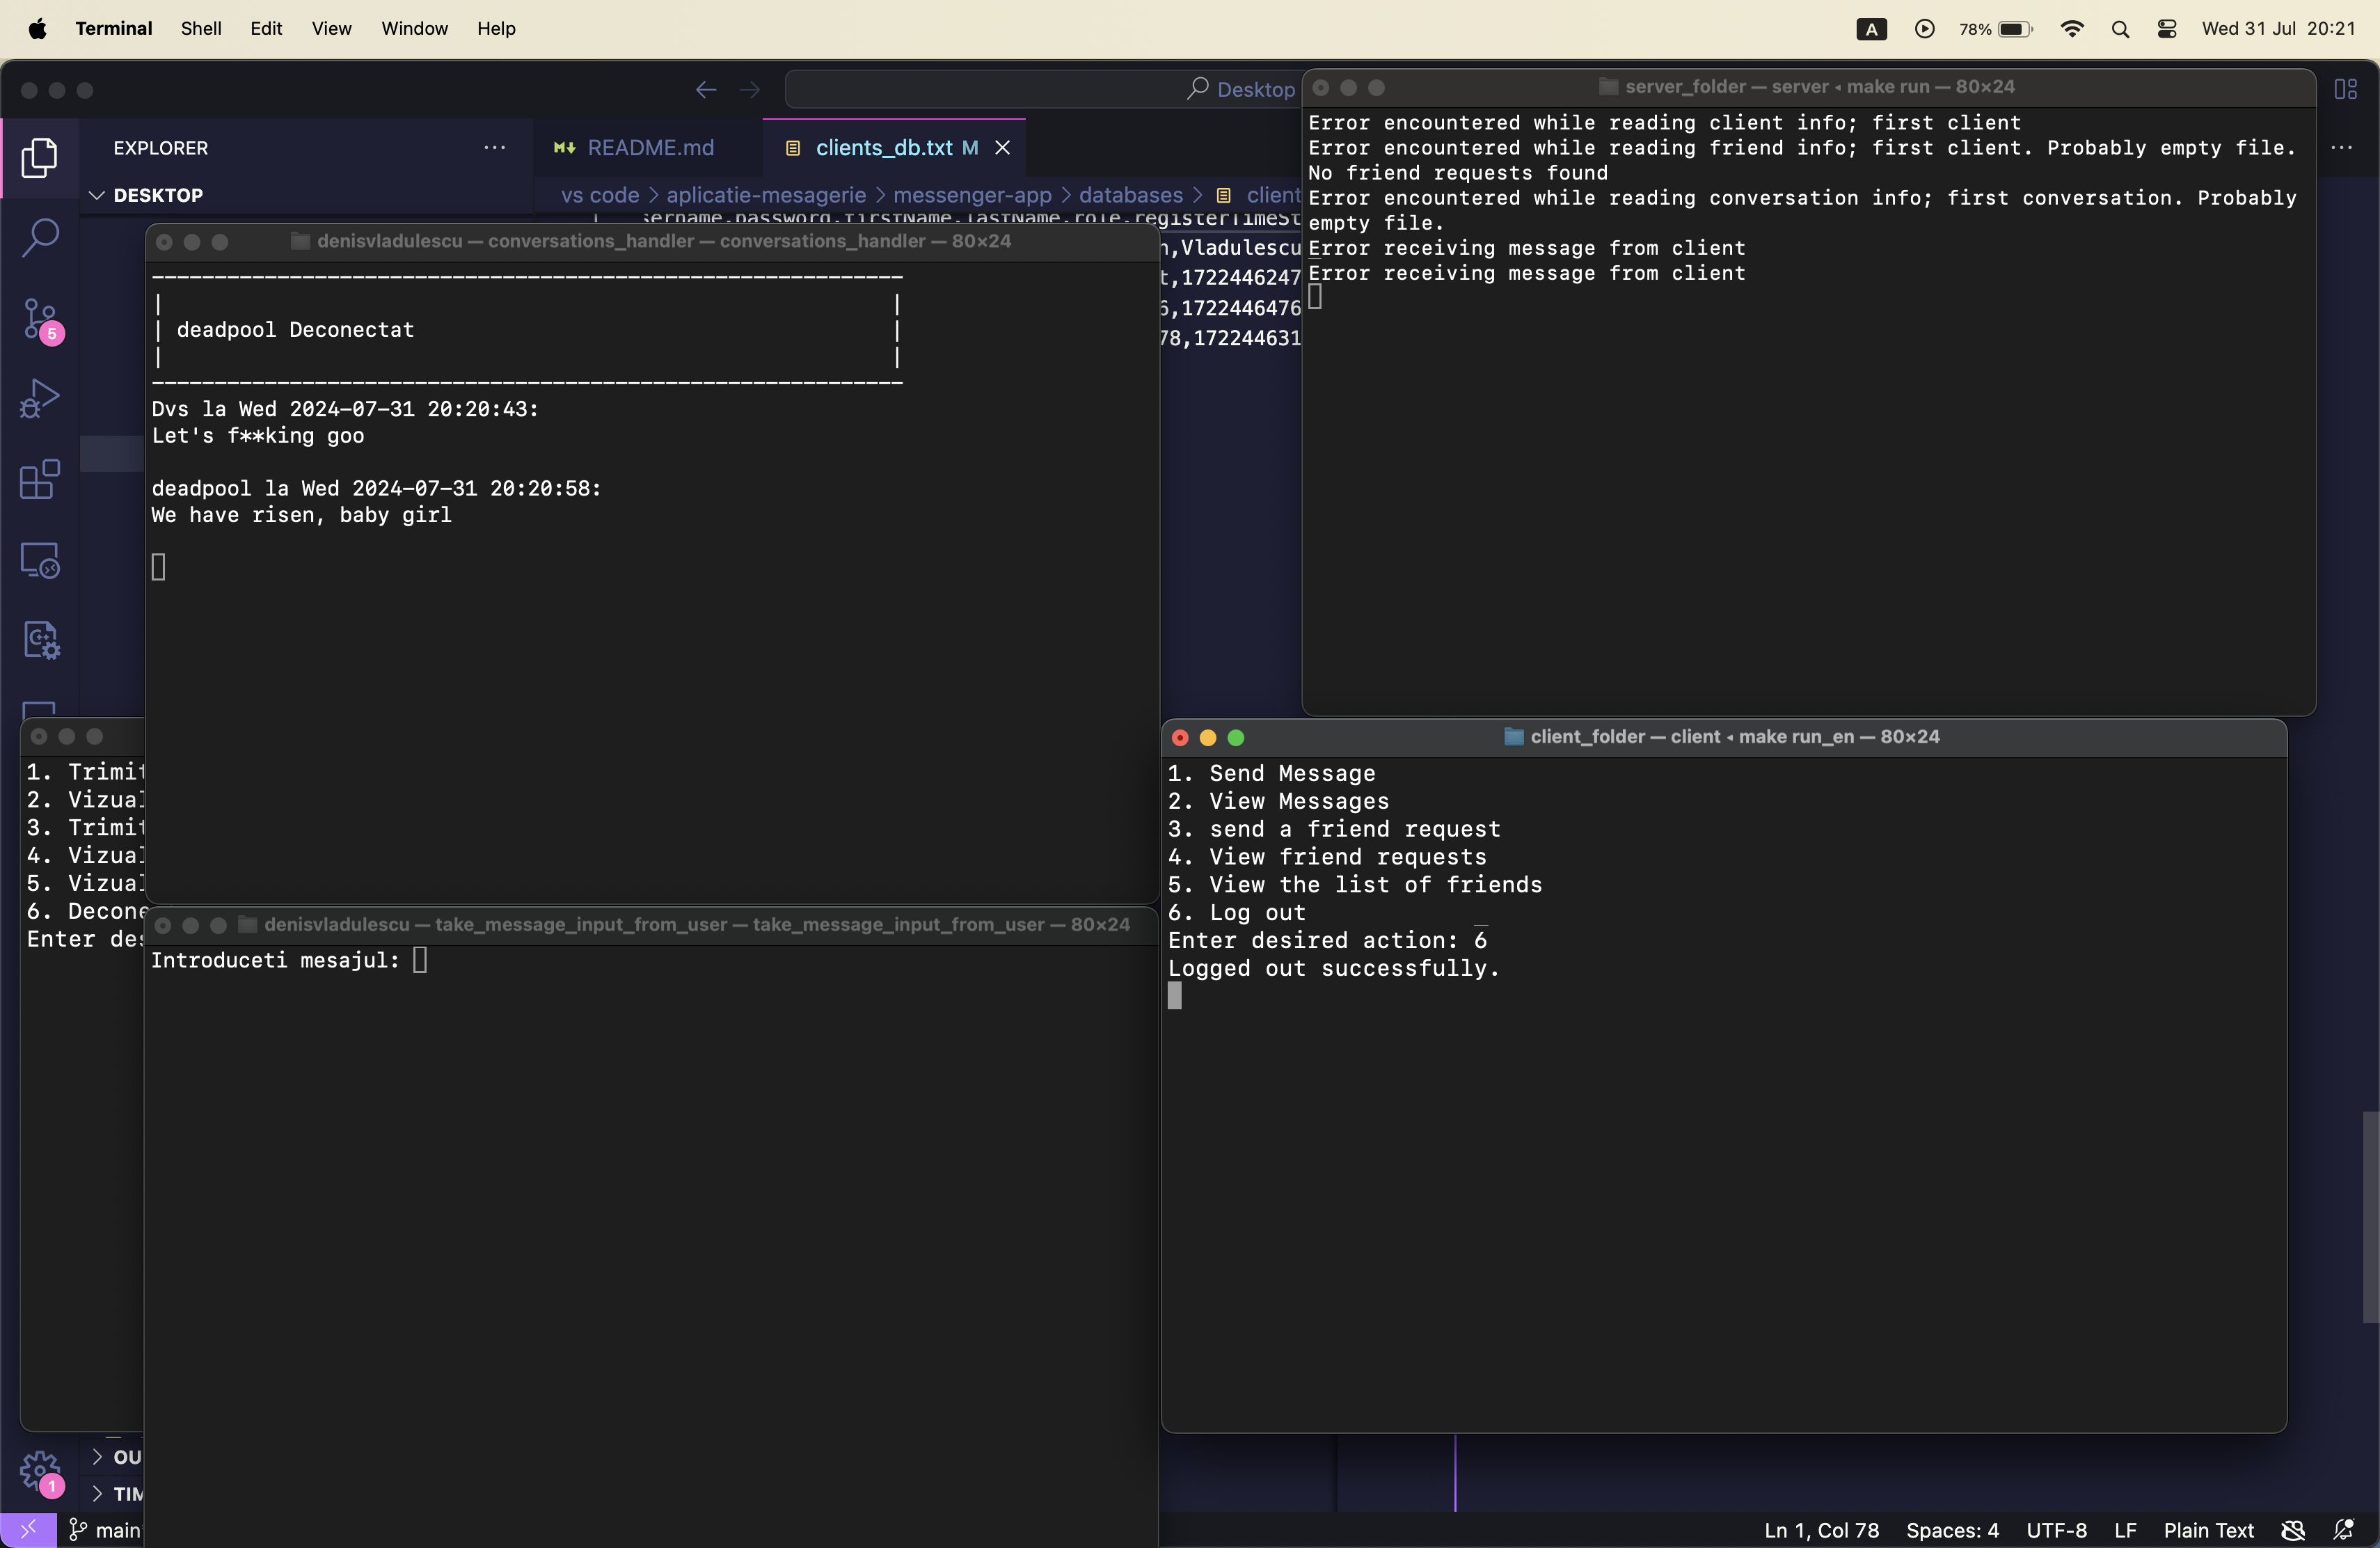 Terminal Shell Edit View Window Help
A 78% Wed 31 Jul 20:21
Desktop
EXPLORER
DESKTOP
README.md
clients_db.txt M
vs code > aplicatie-mesagerie > messenger-app > databases > client
sername,password,firstName,lastName,role,registerTimeSt
n,Vladulescu
t,1722446247
6,1722446476
78,172244631
5
server_folder — server ◂ make run — 80×24
Error encountered while reading client info; first client
Error encountered while reading friend info; first client. Probably empty file.
No friend requests found
Error encountered while reading conversation info; first conversation. Probably
empty file.
Error receiving message from client
Error receiving message from client
denisvladulescu — conversations_handler — conversations_handler — 80×24
------------------------------------------------------------
| |
| deadpool Deconectat |
| |
------------------------------------------------------------
Dvs la Wed 2024-07-31 20:20:43:
Let's f**king goo
deadpool la Wed 2024-07-31 20:20:58:
We have risen, baby girl
1. Trimit
2. Vizual
3. Trimit
4. Vizual
5. Vizual
6. Decone
Enter des
denisvladulescu — take_message_input_from_user — take_message_input_from_user — 80×24
Introduceti mesajul:
client_folder — client ◂ make run_en — 80×24
1. Send Message
2. View Messages
3. send a friend request
4. View friend requests
5. View the list of friends
6. Log out
Enter desired action: 6
Logged out successfully.
OU
TIM
1
main
Ln 1, Col 78 Spaces: 4 UTF-8 LF Plain Text